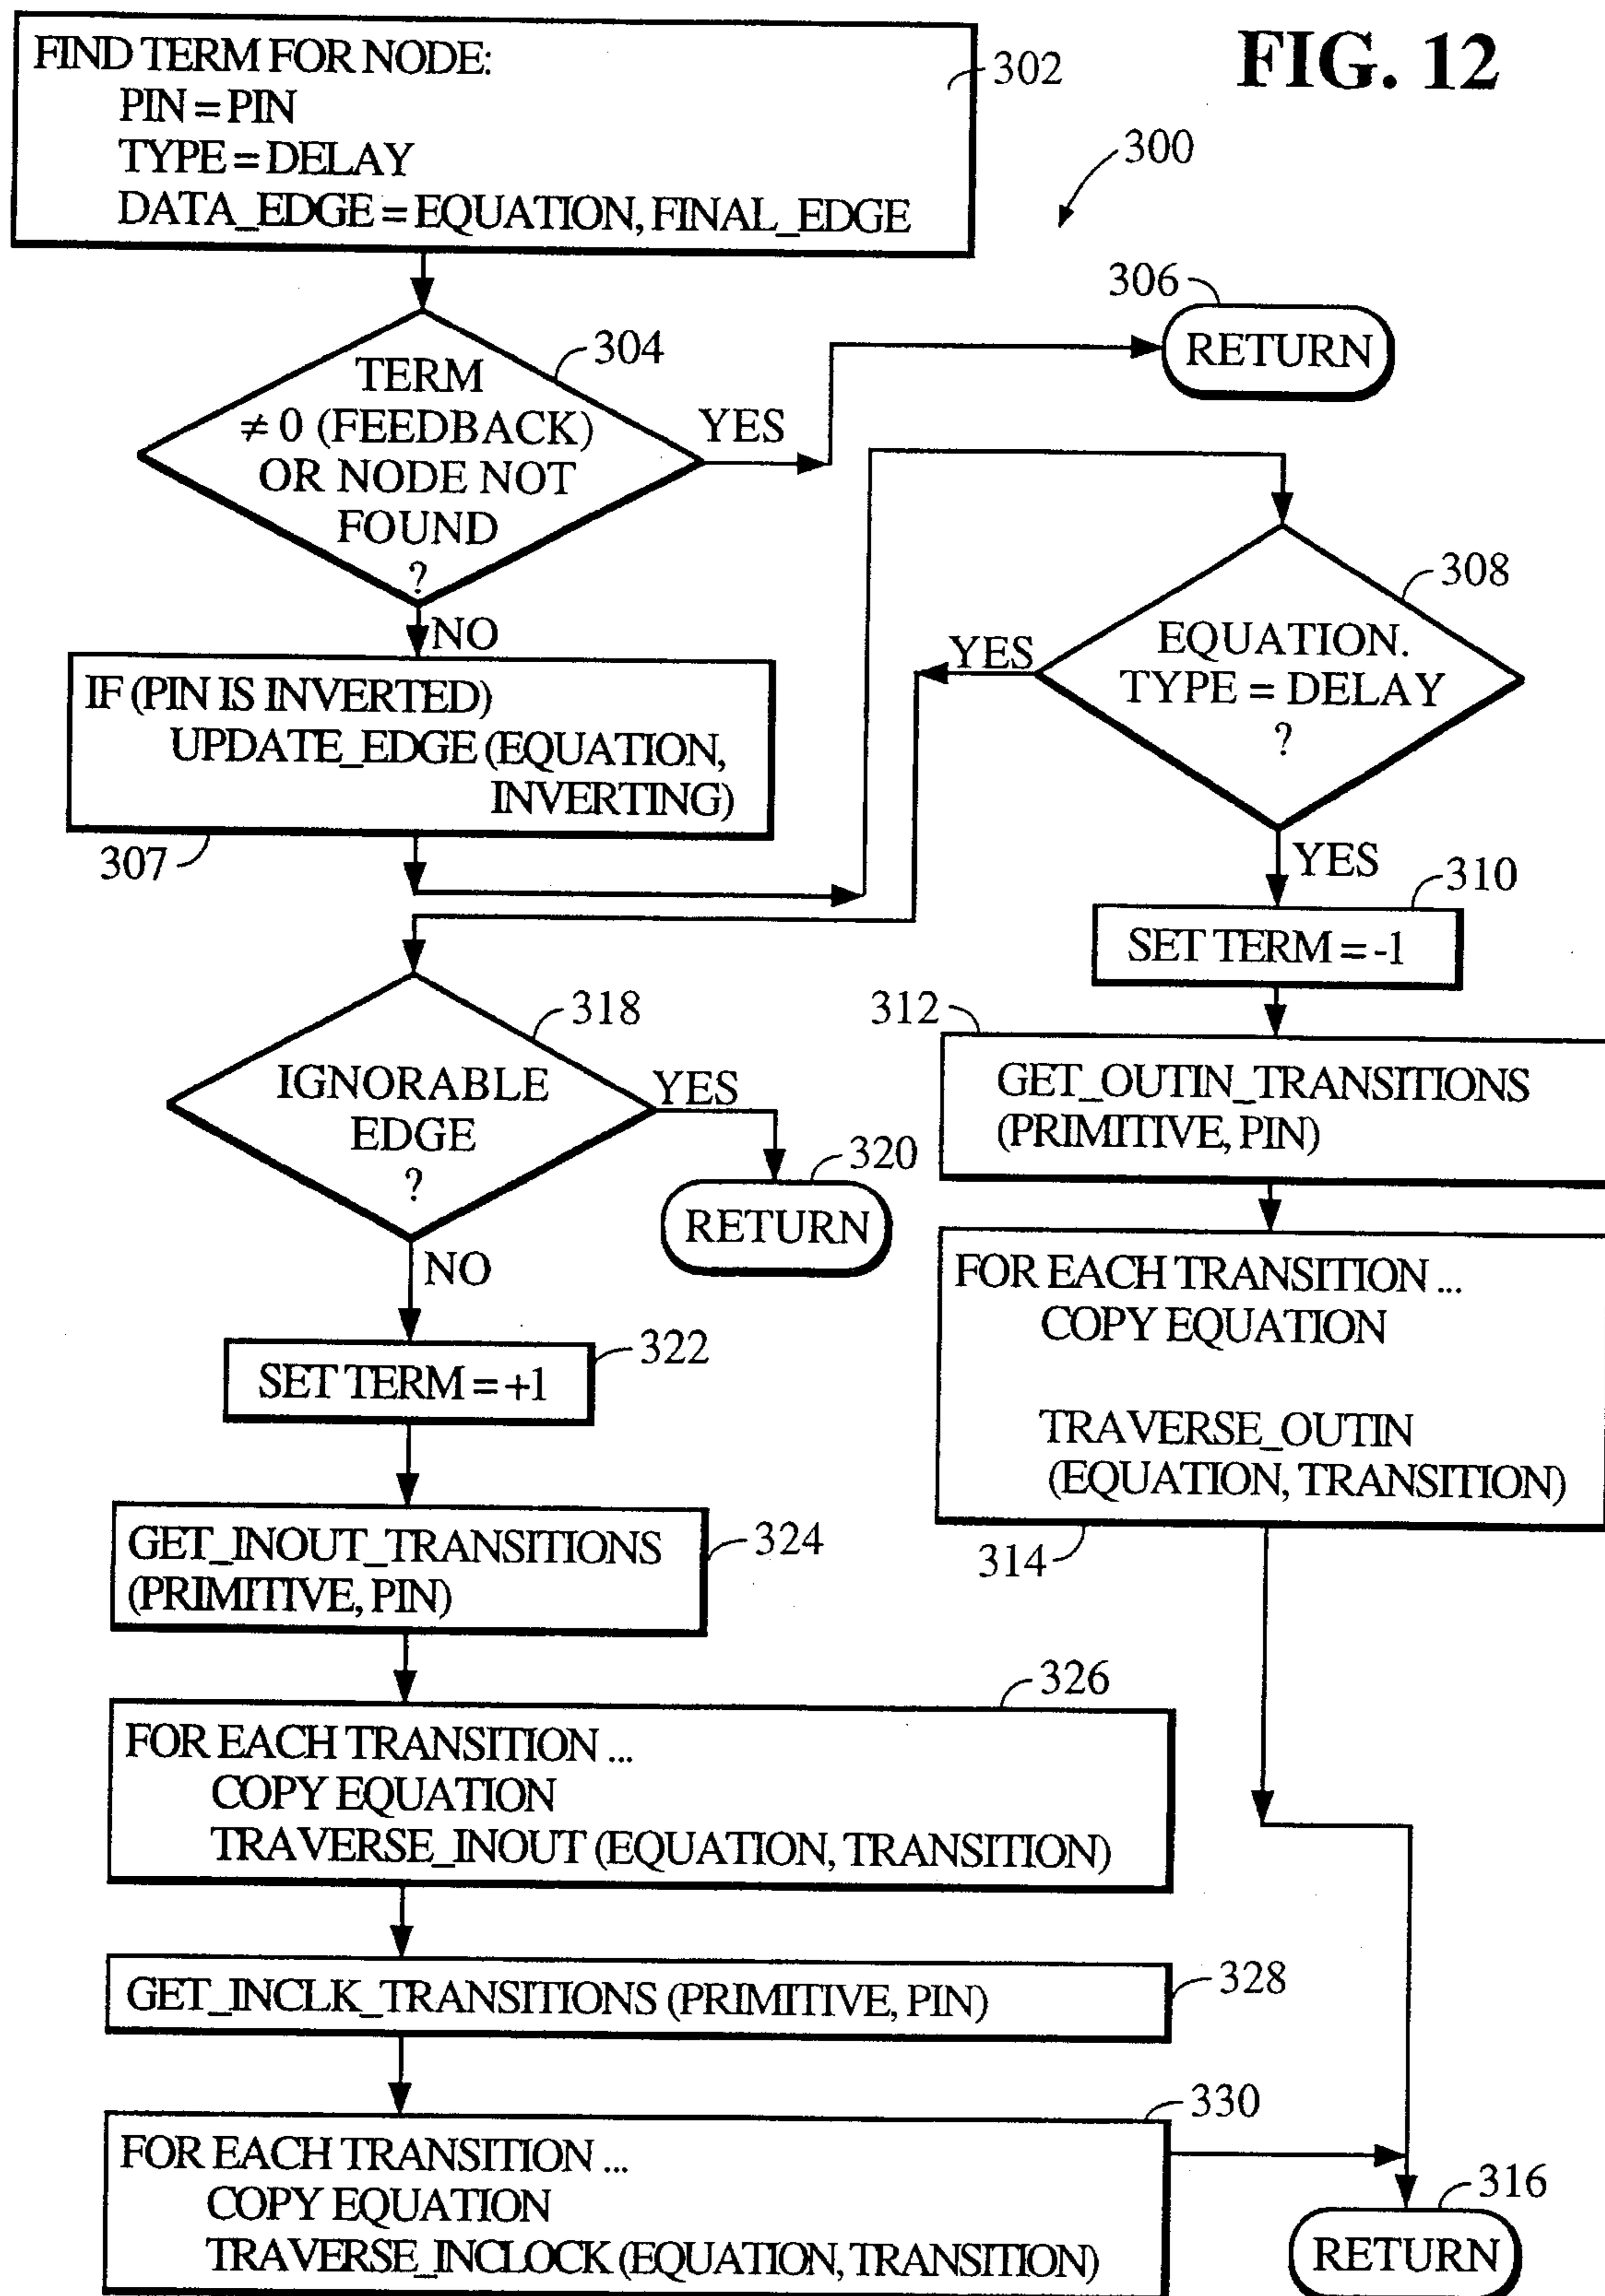 FIG. 12
300
FIND TERM FOR NODE:
PIN = PIN
TYPE = DELAY
DATA_EDGE = EQUATION, FINAL_EDGE
302
TERM
≠ 0 (FEEDBACK)
OR NODE NOT
FOUND
?
304
YES
306
RETURN
NO
IF (PIN IS INVERTED)
UPDATE_EDGE (EQUATION,
INVERTING)
307
EQUATION.
TYPE = DELAY
?
308
YES
YES
310
SET TERM = -1
312
GET_OUTIN_TRANSITIONS
(PRIMITIVE, PIN)
FOR EACH TRANSITION ...
COPY EQUATION
TRAVERSE_OUTIN
(EQUATION, TRANSITION)
314
IGNORABLE
EDGE
?
318
YES
320
RETURN
NO
SET TERM = +1
322
GET_INOUT_TRANSITIONS
(PRIMITIVE, PIN)
324
326
FOR EACH TRANSITION ...
COPY EQUATION
TRAVERSE_INOUT (EQUATION, TRANSITION)
GET_INCLK_TRANSITIONS (PRIMITIVE, PIN)
328
330
FOR EACH TRANSITION ...
COPY EQUATION
TRAVERSE_INCLOCK (EQUATION, TRANSITION)
316
RETURN